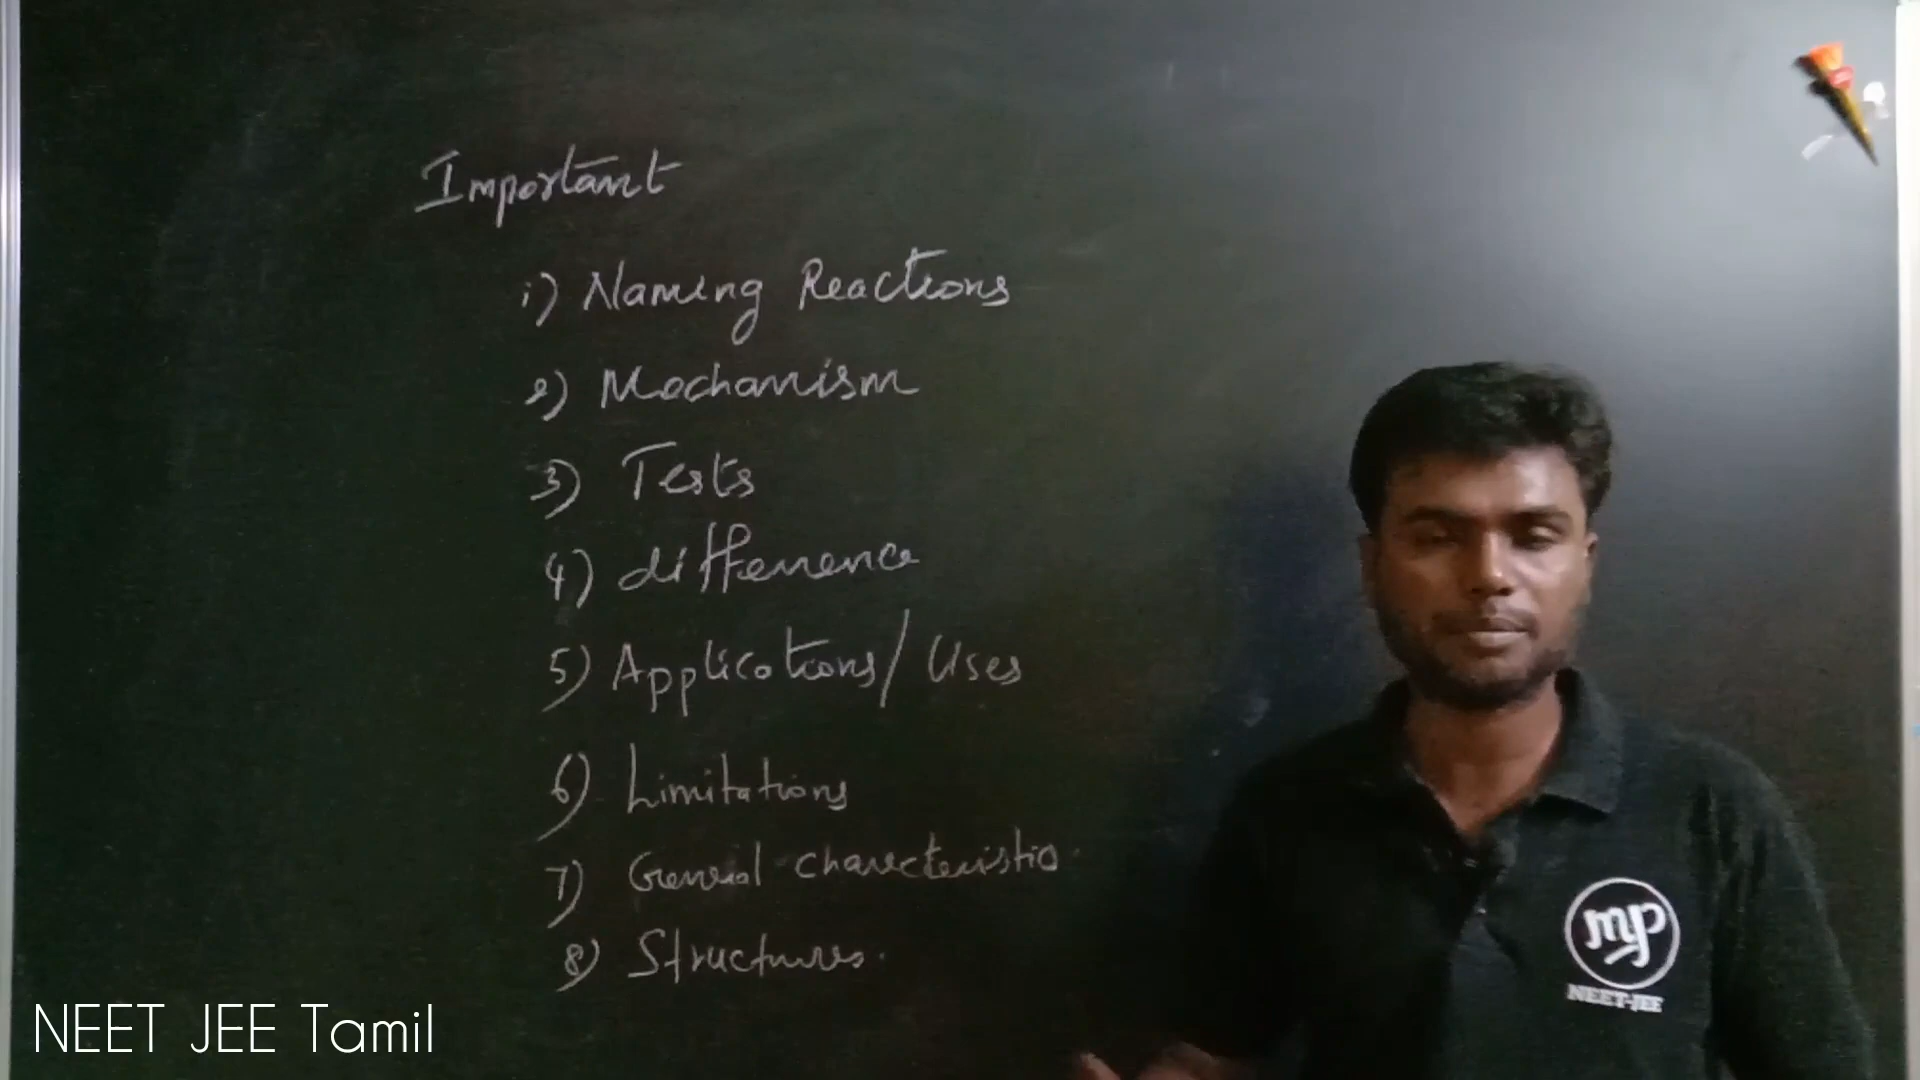 Important
i) Naming Reactions
2) Mechanism
3) Tests
4) difference
5) Applications/Uses
6) Limitations
7) General characteristic
8) Structures.
mp
NEET-JEE
NEET JEE Tamil